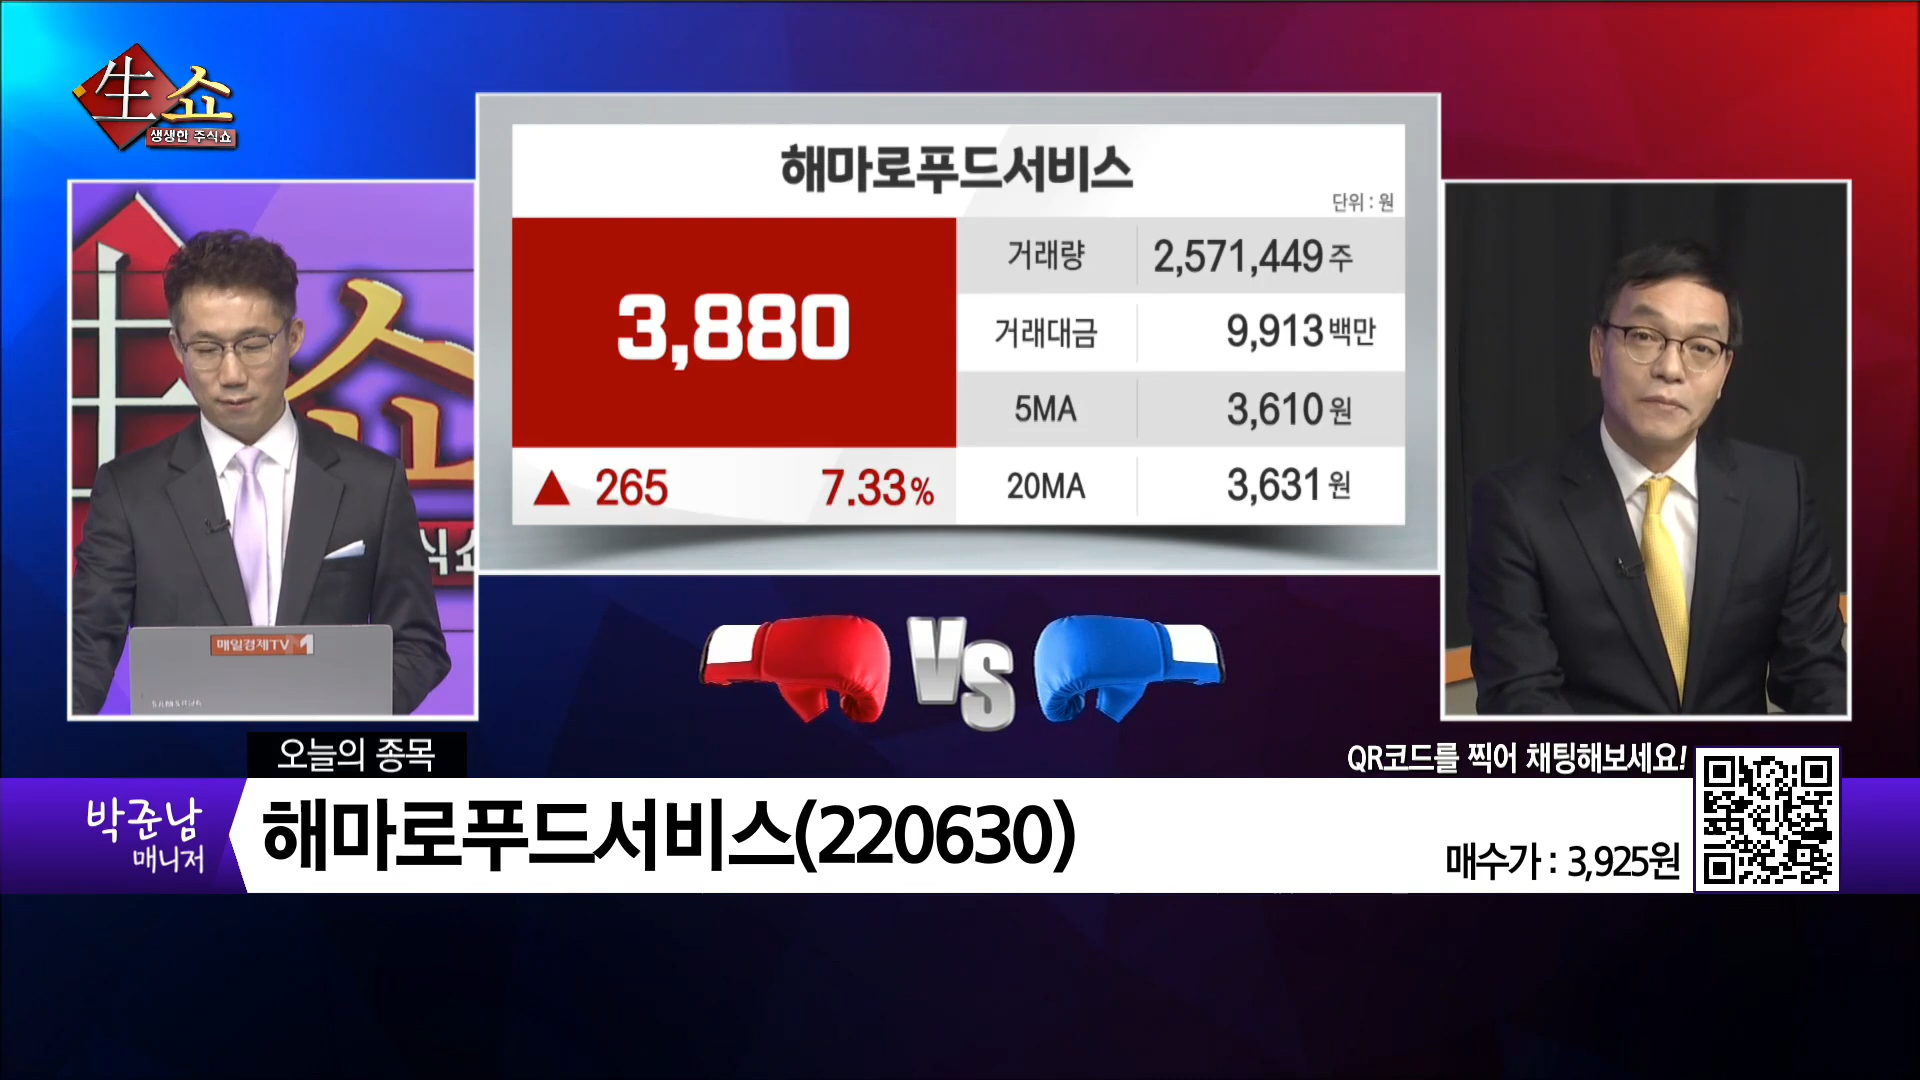 生쇼
생생한 주식쇼
해마로푸드서비스
단위 : 원
3,880
▲ 265 7.33%
거래량 2,571,449주
거래대금 9,913백만
5MA 3,610원
20MA 3,631원
쇼
식쇼
매일경제TV 1
SAMSUNG
VS
오늘의 종목
QR코드를 찍어 채팅해보세요!
박준남
매니저
해마로푸드서비스(220630)
매수가 : 3,925원